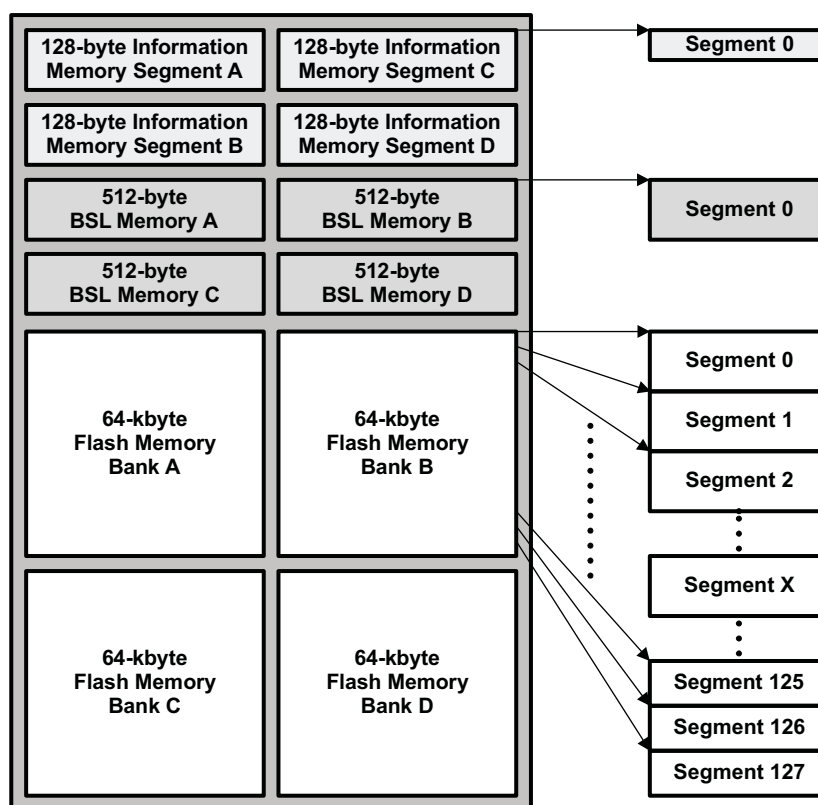 128-byte Information
Memory Segment A
128-byte Information
Memory Segment C
Segment 0
128-byte Information
Memory Segment B
128-byte Information
Memory Segment D
512-byte
BSL Memory A
512-byte
BSL Memory B
Segment 0
512-byte
BSL Memory C
512-byte
BSL Memory D
64-kbyte
Flash Memory
Bank A
64-kbyte
Flash Memory
Bank B
Segment 0
Segment 1
Segment 2
Segment X
64-kbyte
Flash Memory
Bank C
64-kbyte
Flash Memory
Bank D
Segment 125
Segment 126
Segment 127